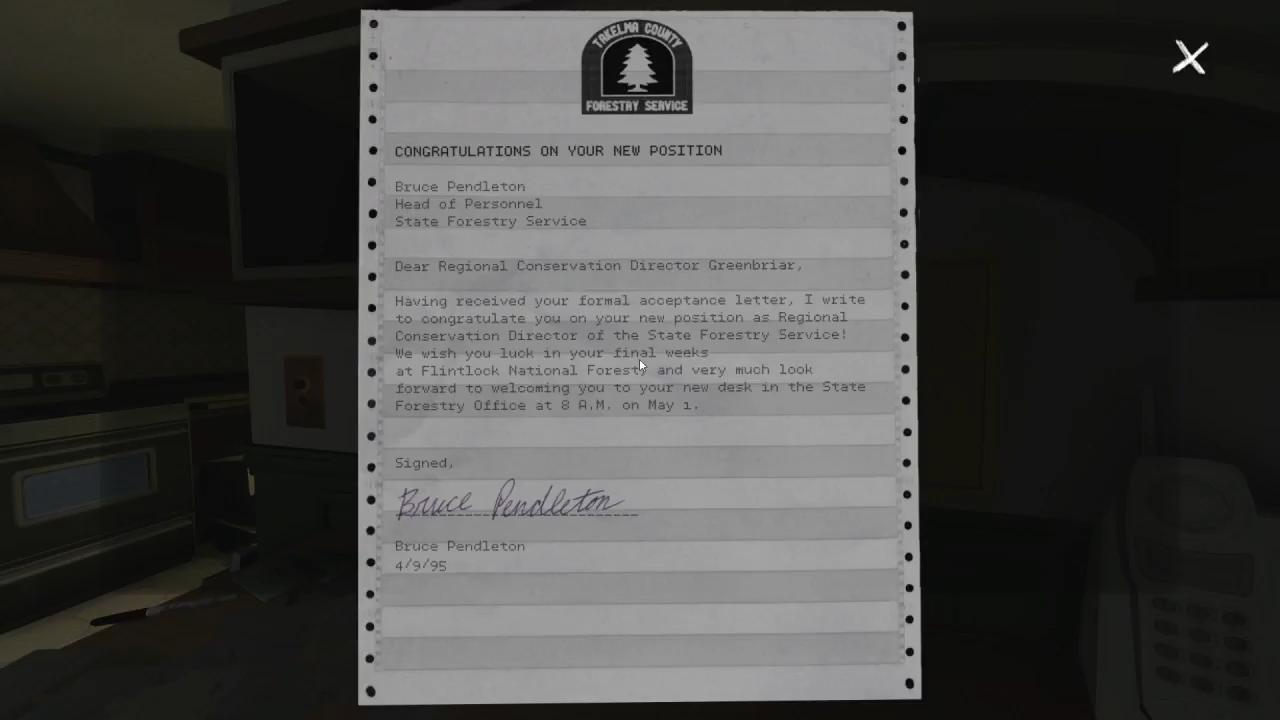 TAKELMA COUNTY
FORESTRY SERVICE
CONGRATULATIONS ON YOUR NEW POSITION
Bruce Pendleton
Head of Personnel
State Forestry Service
Dear Regional Conservation Director Greenbriar,
Having received your formal acceptance letter, I write
to congratulate you on your new position as Regional
Conservation Director of the State Forestry Service!
We wish you luck in your final weeks
at Flintlock National Foresty and very much look
forward to welcoming you to your new desk in the State
Forestry Office at 8 A.M. on May 1.
Signed,
Bruce Pendleton
Bruce Pendleton
4/9/95